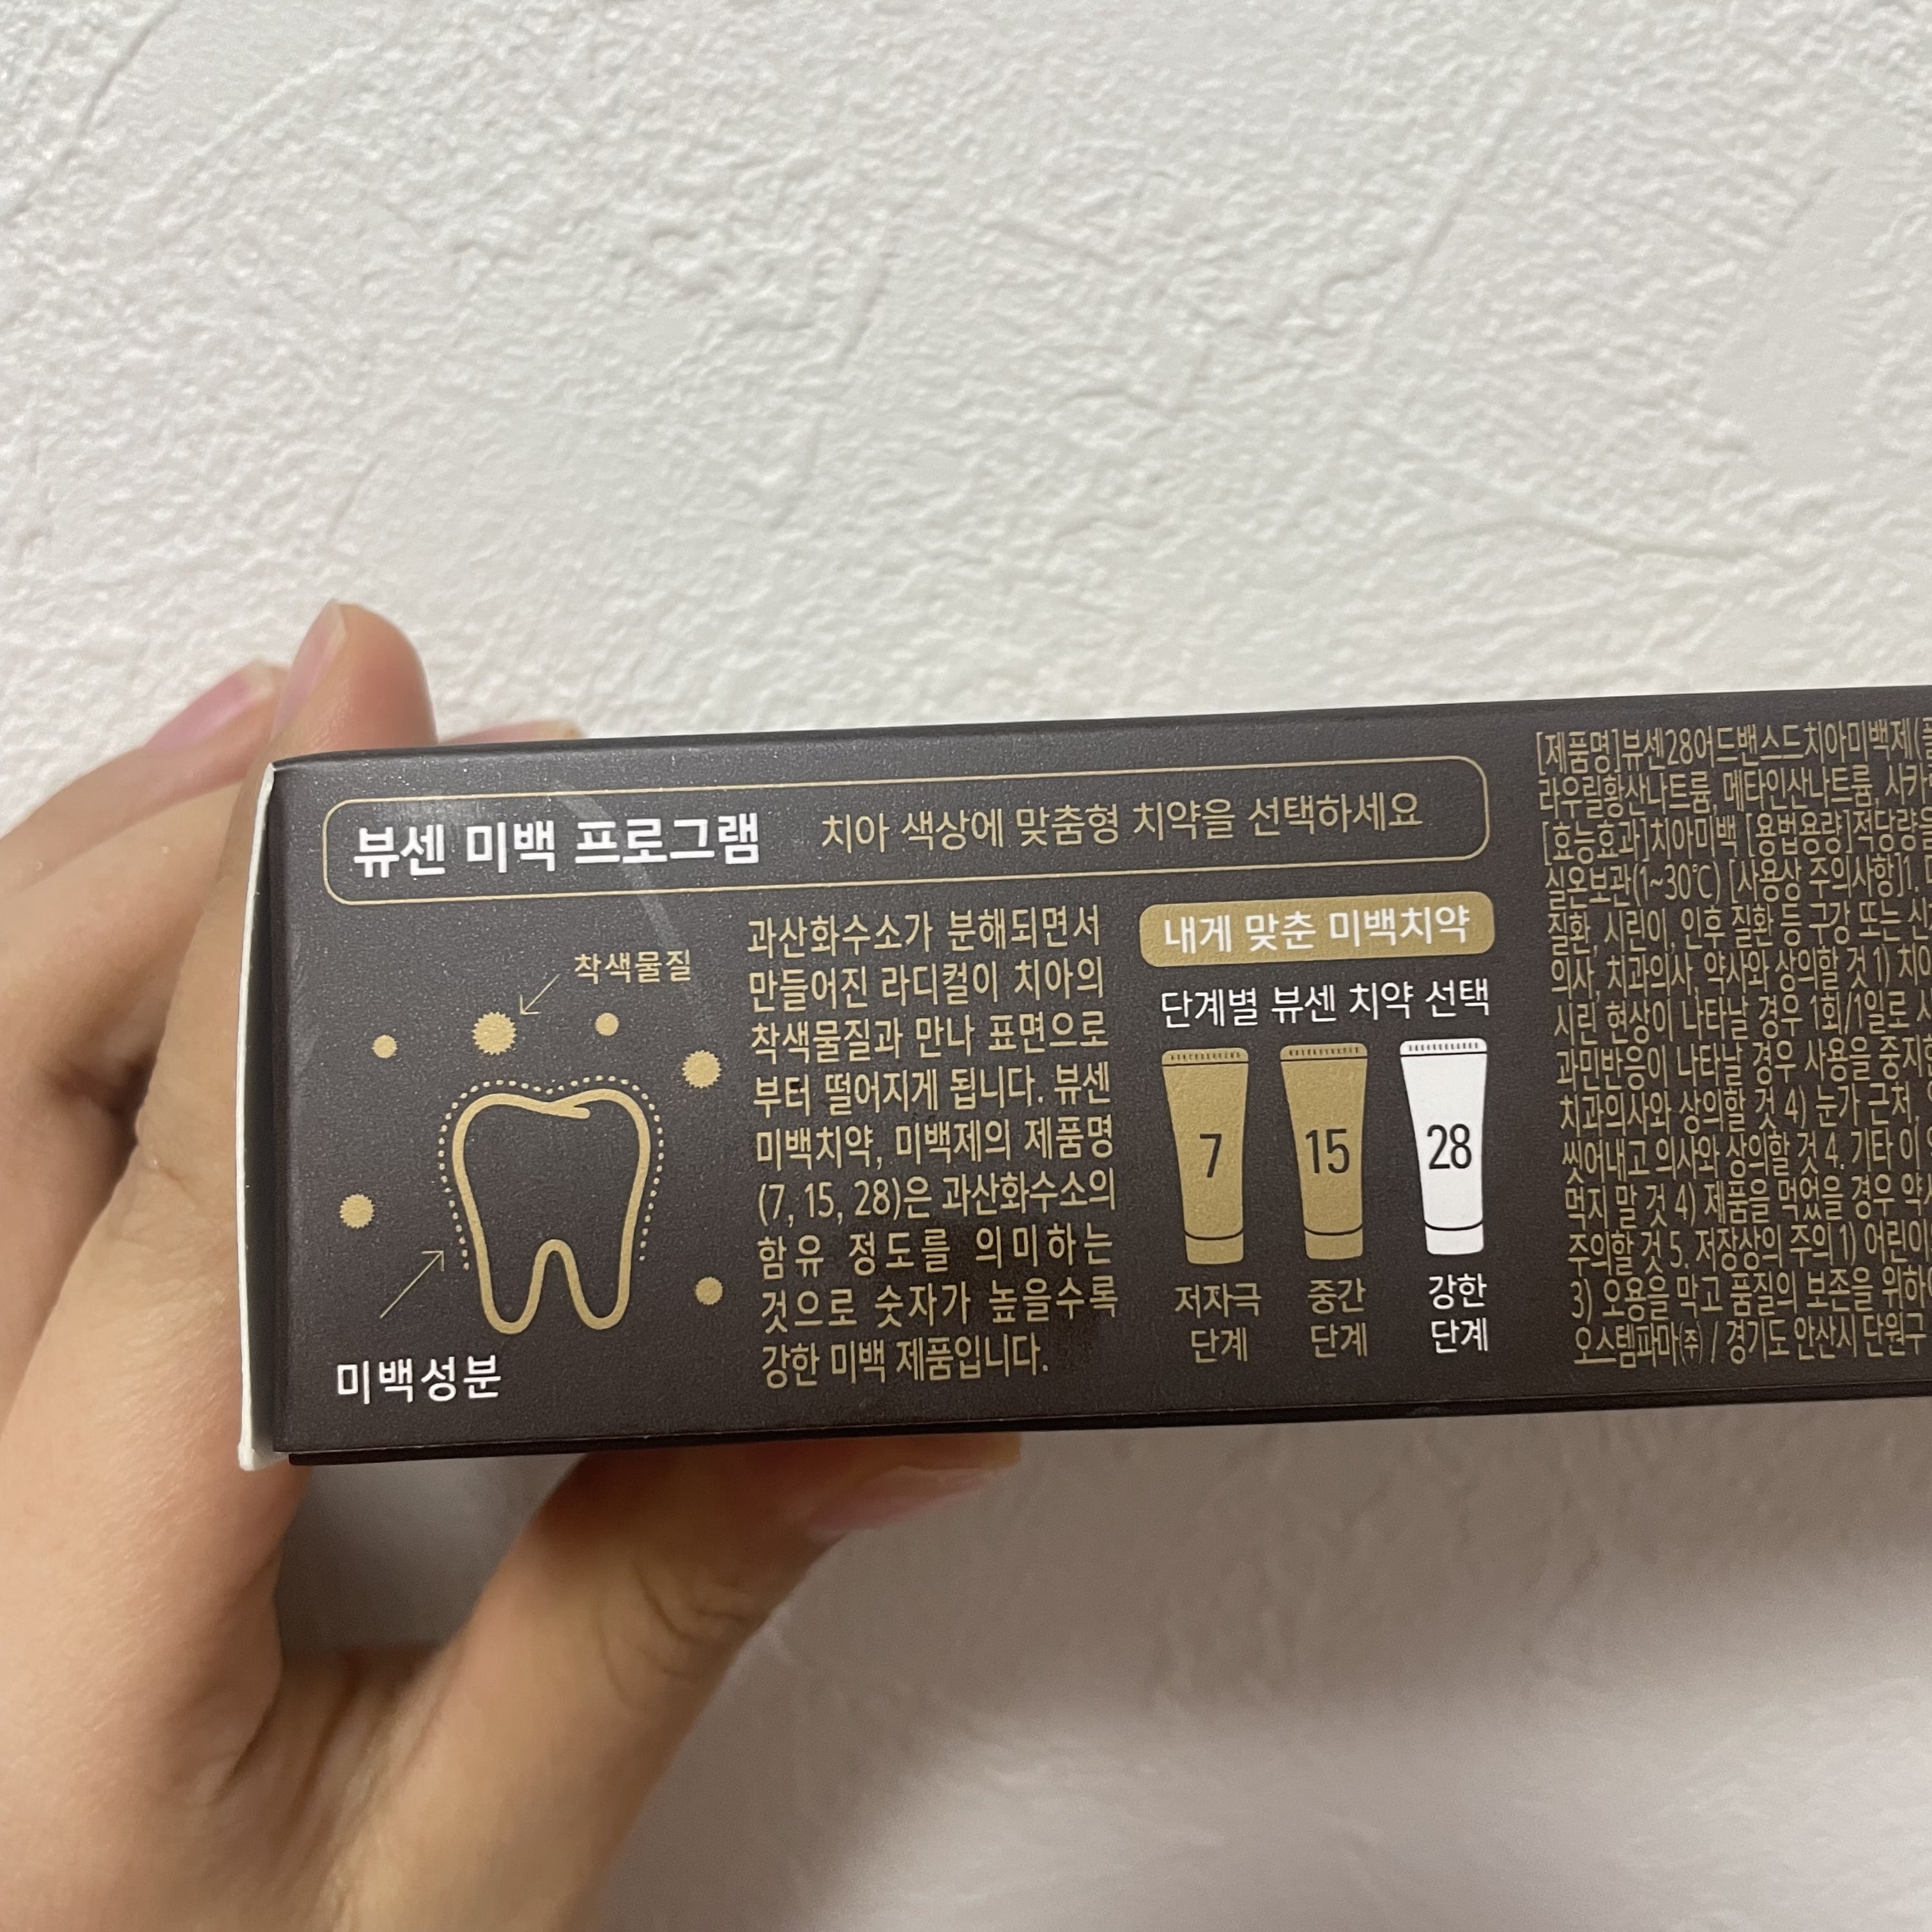 뷰센 미백 프로그램 치아 색상에 맞춤형 치약을 선택하세요
착색물질
미백성분
과산화수소가 분해되면서
만들어진 라디컬이 치아의
착색물질과 만나 표면으로
부터 떨어지게 됩니다. 뷰센
미백치약, 미백제의 제품명
(7, 15, 28)은 과산화수소의
함유 정도를 의미하는
것으로 숫자가 높을수록
강한 미백 제품입니다.
내게 맞춘 미백치약
단계별 뷰센 치약 선택
7 15 28
저자극 중간 강한
단계 단계 단계
[제품명]뷰센28어드밴스드치아미백제(
라우릴황산나트륨, 메타인산나트륨,
[효능효과]치아미백 [용법용량]적당량을
실온보관(1~30℃) [사용상 주의사항]1.
질환, 시린이, 인후 질환 등 구강 또는
의사, 치과의사, 약사와 상의할 것 1)
시린 현상이 나타날 경우 1회/1일로
과민반응이 나타날 경우 사용을
치과의사와 상의할 것 4) 눈가 근처,
씻어내고 의사와 상의할 것 4. 기타 이
먹지 말 것 4) 제품을 먹었을 경우
주의할 것 5. 저장상의 주의 1) 어린이
3) 오용을 막고 품질의 보존을
오스템파마㈜ / 경기도 안산시 단원구